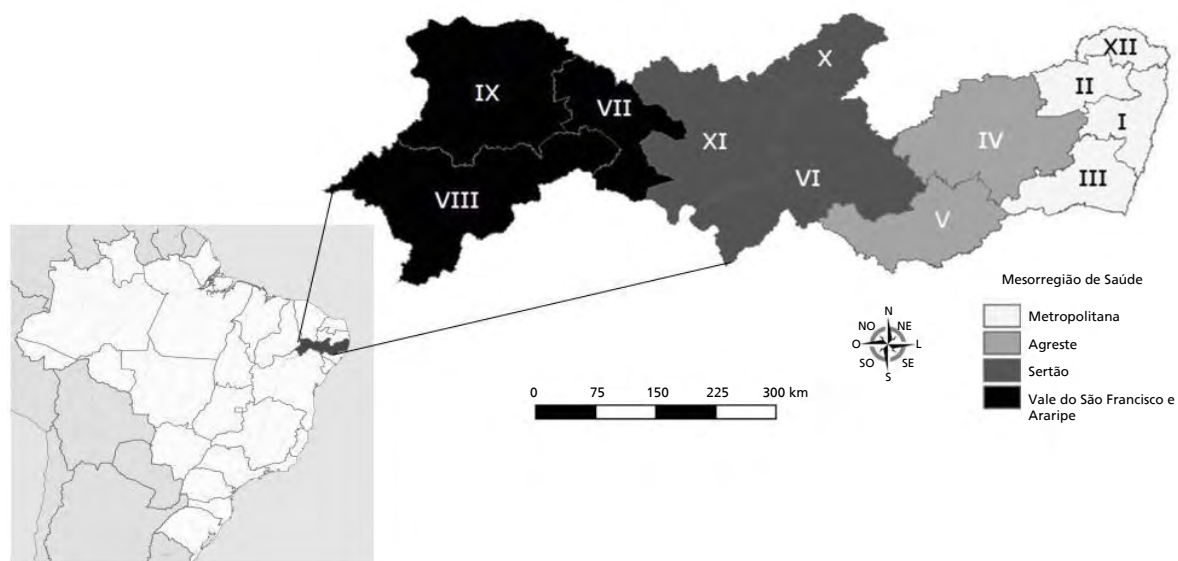 XII
X
II
IX
VII
I
XI
IV
VI
III
VIII
V
Mesorregião de Saúde
Metropolitana
Agreste
Sertão
Vale do São Francisco e
Araripe
N
NO NE
O L
SO SE
S
0 75 150 225 300 km